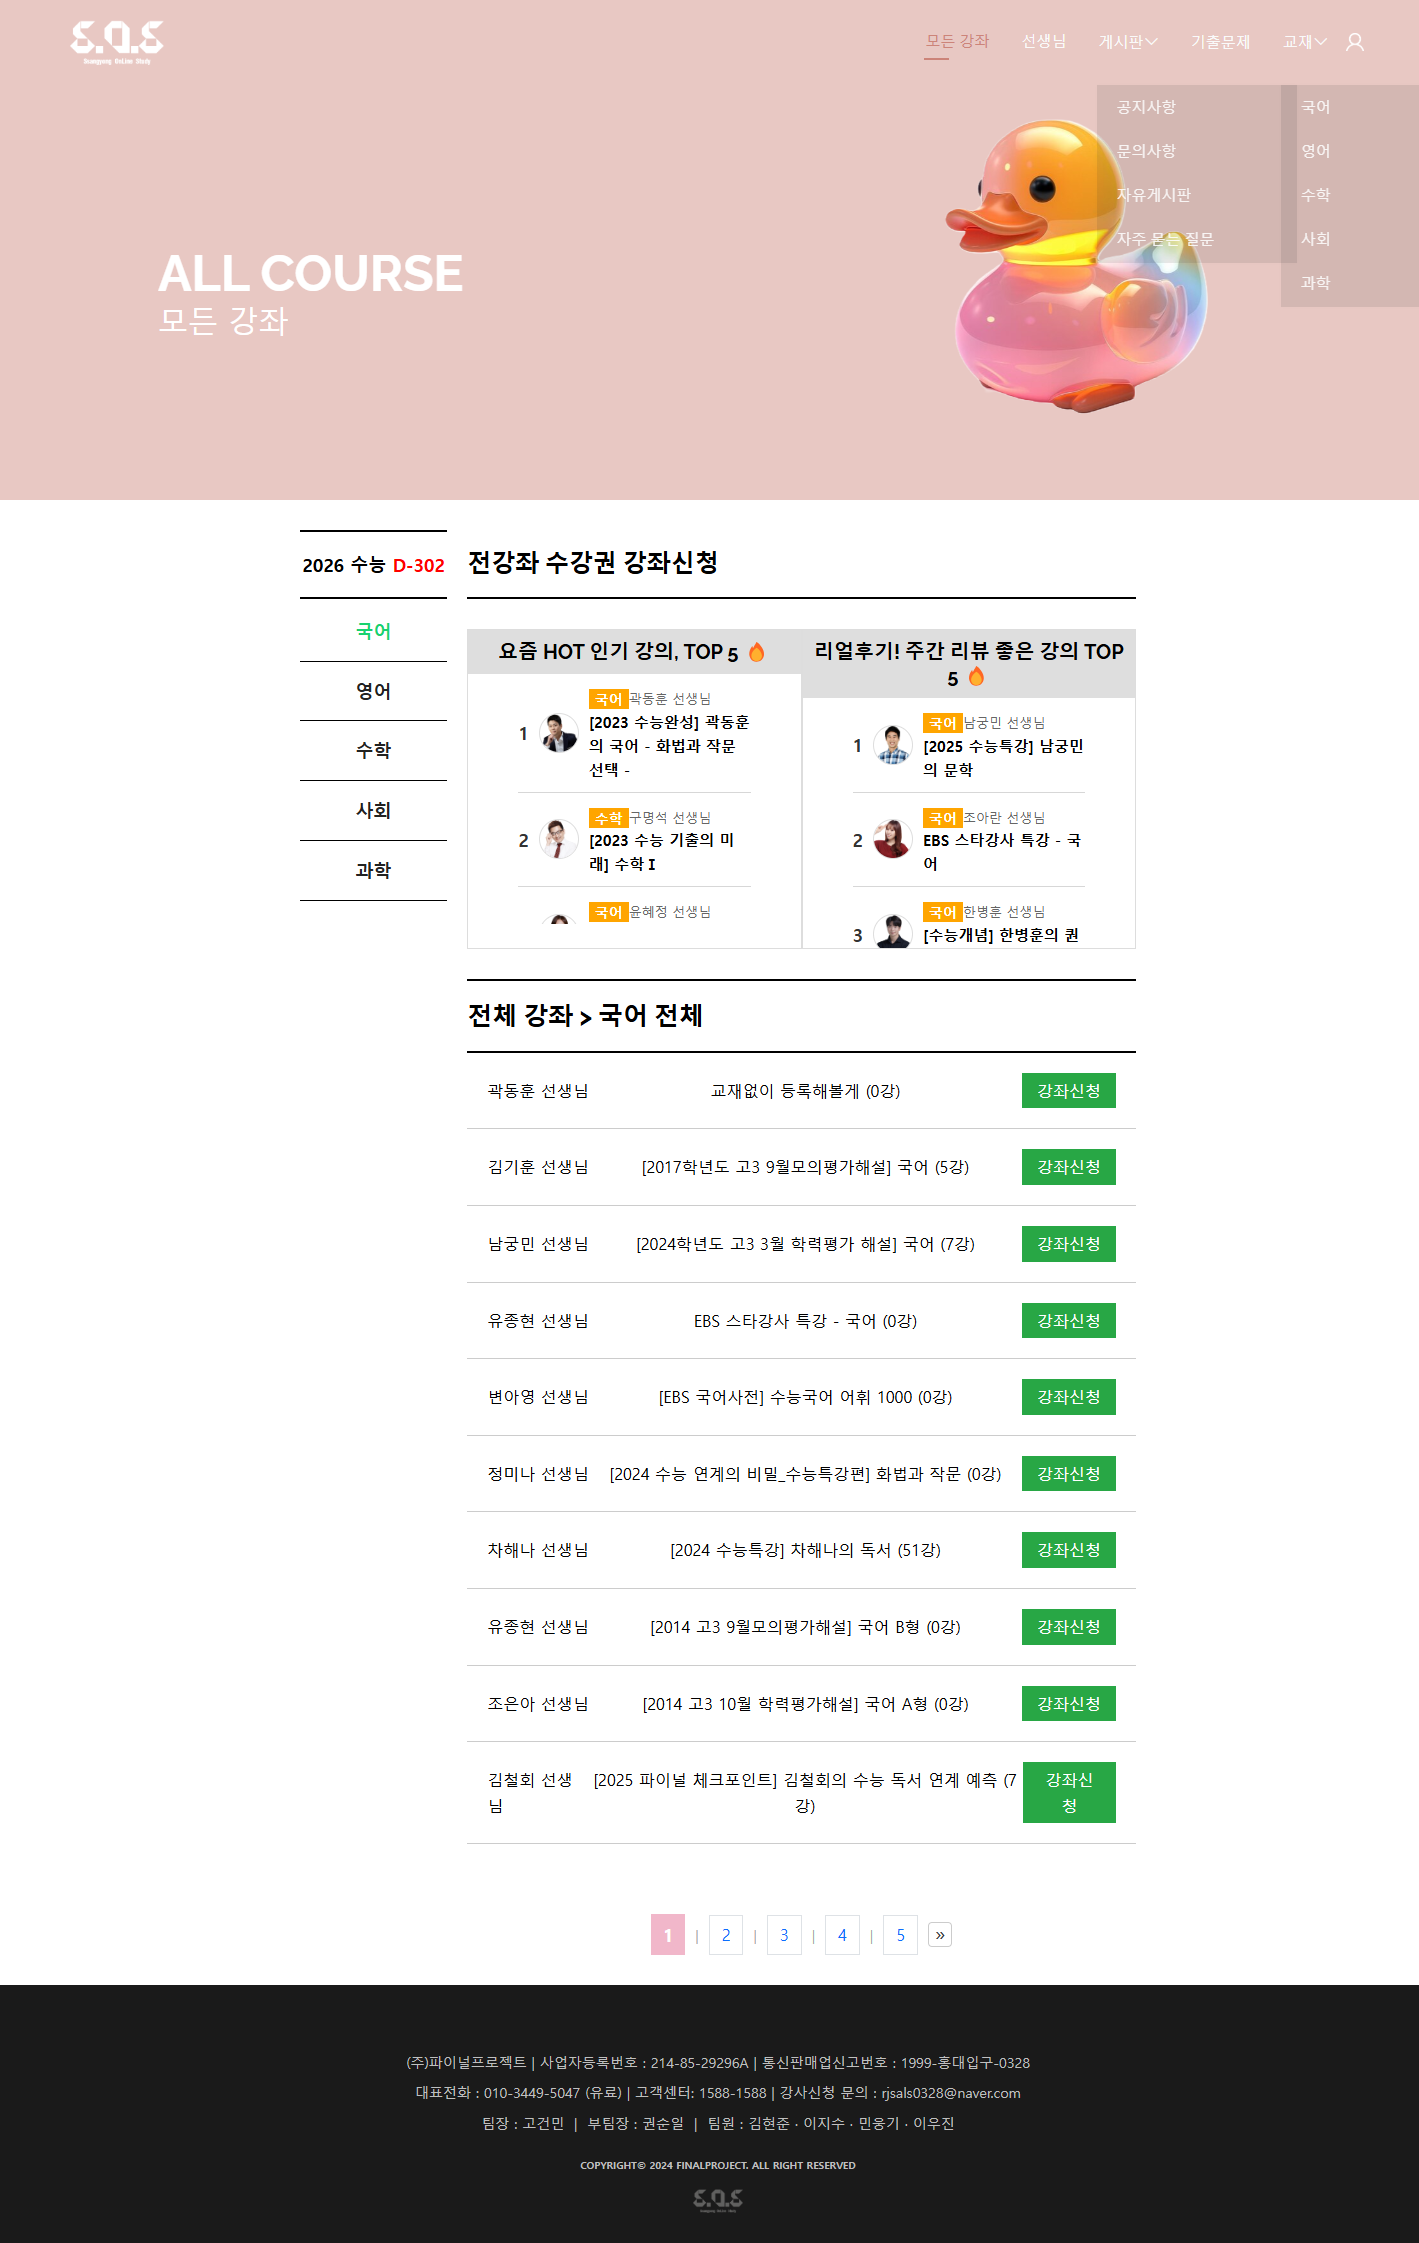 ε.Ω.ε
Ssangyong OnLine Study
모든 강좌
선생님
게시판
기출문제
교재
공지사항
문의사항
자유게시판
자주 묻는 질문
국어
영어
수학
사회
과학
ALL COURSE
모든 강좌
2026 수능 D-302
국어
영어
수학
사회
과학
전강좌 수강권 강좌신청
요즘 HOT 인기 강의, TOP 5
1
국어 곽동훈 선생님
[2023 수능완성] 곽동훈
의 국어 - 화법과 작문
선택 -
2
수학 구명석 선생님
[2023 수능 기출의 미
래] 수학 I
국어 윤혜정 선생님
리얼후기! 주간 리뷰 좋은 강의 TOP
5
1
국어 남궁민 선생님
[2025 수능특강] 남궁민
의 문학
2
국어 조아란 선생님
EBS 스타강사 특강 - 국
어
3
국어 한병훈 선생님
[수능개념] 한병훈의 권
전체 강좌 > 국어 전체
곽동훈 선생님 교재없이 등록해볼게 (0강) 강좌신청
김기훈 선생님 [2017학년도 고3 9월모의평가해설] 국어 (5강) 강좌신청
남궁민 선생님 [2024학년도 고3 3월 학력평가 해설] 국어 (7강) 강좌신청
유종현 선생님 EBS 스타강사 특강 - 국어 (0강) 강좌신청
변아영 선생님 [EBS 국어사전] 수능국어 어휘 1000 (0강) 강좌신청
정미나 선생님 [2024 수능 연계의 비밀_수능특강편] 화법과 작문 (0강) 강좌신청
차해나 선생님 [2024 수능특강] 차해나의 독서 (51강) 강좌신청
유종현 선생님 [2014 고3 9월모의평가해설] 국어 B형 (0강) 강좌신청
조은아 선생님 [2014 고3 10월 학력평가해설] 국어 A형 (0강) 강좌신청
김철회 선생 [2025 파이널 체크포인트] 김철회의 수능 독서 연계 예측 (7 강좌신
님 강) 청
1 | 2 | 3 | 4 | 5 »
(주)파이널프로젝트 | 사업자등록번호 : 214-85-29296A | 통신판매업신고번호 : 1999-홍대입구-0328
대표전화 : 010-3449-5047 (유료) | 고객센터: 1588-1588 | 강사신청 문의 : rjsals0328@naver.com
팀장 : 고건민 | 부팀장 : 권순일 | 팀원 : 김현준 · 이지수 · 민웅기 · 이우진
COPYRIGHT© 2024 FINALPROJECT. ALL RIGHT RESERVED
ε.Ω.ε